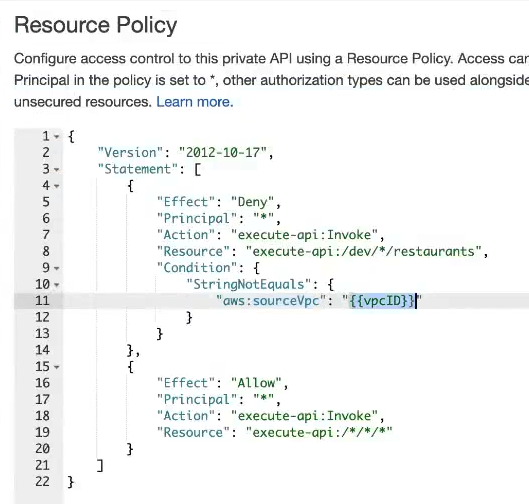 Resource Policy
Configure access control to this private API using a Resource Policy. Access can
Principal in the policy is set to *, other authorization types can be used alongside
unsecured resources. Learn more.
1 {
2 "Version": "2012-10-17",
3 "Statement": [
4 {
5 "Effect": "Deny",
6 "Principal": "*",
7 "Action": "execute-api:Invoke",
8 "Resource": "execute-api:/dev/*/restaurants",
9 "Condition": {
10 "StringNotEquals": {
11 "aws:sourceVpc": "{{vpcID}}"
12 }
13 }
14 },
15 {
16 "Effect": "Allow",
17 "Principal": "*",
18 "Action": "execute-api:Invoke",
19 "Resource": "execute-api:/*/*/*"
20 }
21 ]
22 }